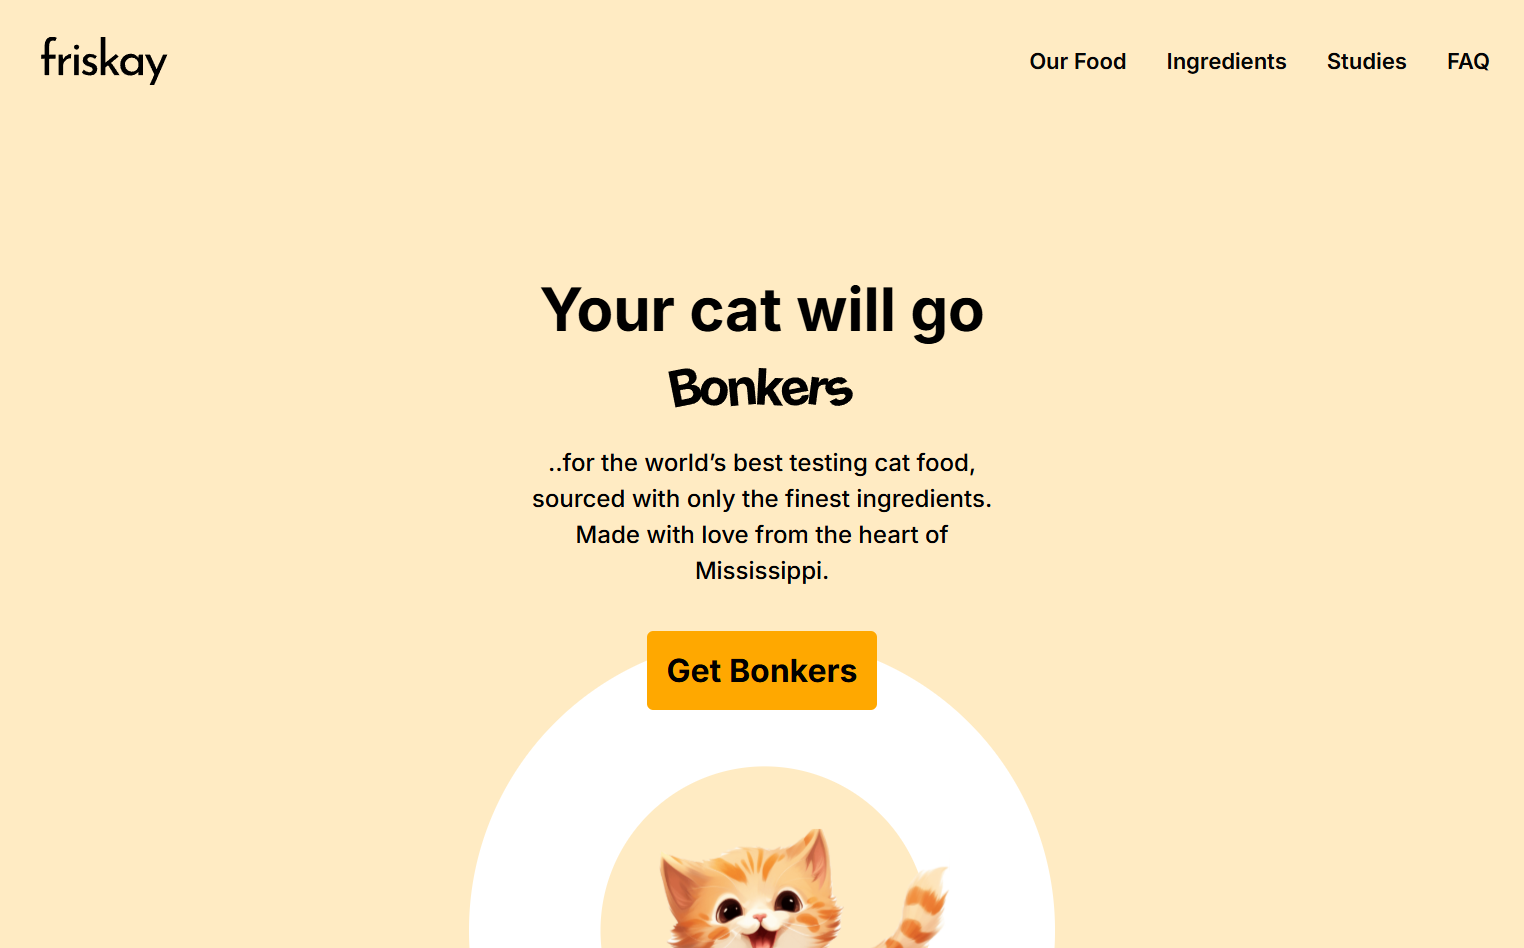 friskay
Our Food Ingredients Studies FAQ
Your cat will go
Bonkers
..for the world’s best testing cat food,
sourced with only the finest ingredients.
Made with love from the heart of
Mississippi.
Get Bonkers